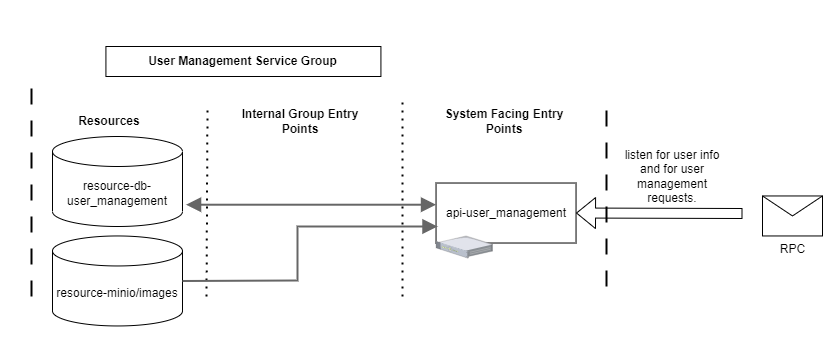 User Management Service Group
Resources
Internal Group Entry
Points
System Facing Entry
Points
listen for user info
and for user
management
requests.
resource-db-
user_management
api-user_management
RPC
resource-minio/images